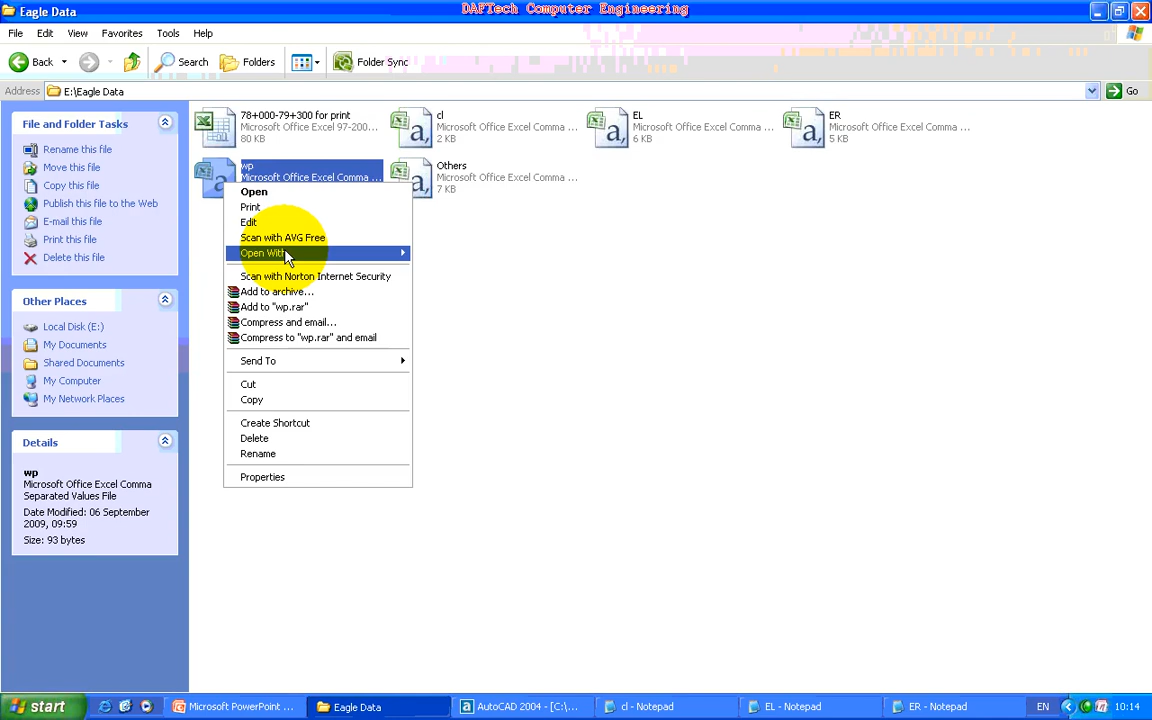 Eagle Data
DAFTech Computer Engineering
File Edit View Favorites Tools Help
Back Search Folders Folder Sync
Address E:\Eagle Data Go
File and Folder Tasks
Rename this file
Move this file
Copy this file
Publish this file to the Web
E-mail this file
Print this file
Delete this file
Other Places
Local Disk (E:)
My Documents
Shared Documents
My Computer
My Network Places
Details
wp
Microsoft Office Excel Comma
Separated Values File
Date Modified: 06 September
2009, 09:59
Size: 93 bytes
78+000-79+300 for print
Microsoft Office Excel 97-200...
80 KB
cl
Microsoft Office Excel Comma ...
2 KB
EL
Microsoft Office Excel Comma ...
6 KB
ER
Microsoft Office Excel Comma ...
5 KB
wp
Microsoft Office Excel Comma ...
Others
Microsoft Office Excel Comma ...
7 KB
Open
Print
Edit
Scan with AVG Free
Open With
Scan with Norton Internet Security
Add to archive...
Add to "wp.rar"
Compress and email...
Compress to "wp.rar" and email
Send To
Cut
Copy
Create Shortcut
Delete
Rename
Properties
start Microsoft PowerPoint ... Eagle Data AutoCAD 2004 - [C:\... cl - Notepad EL - Notepad ER - Notepad EN 10:14